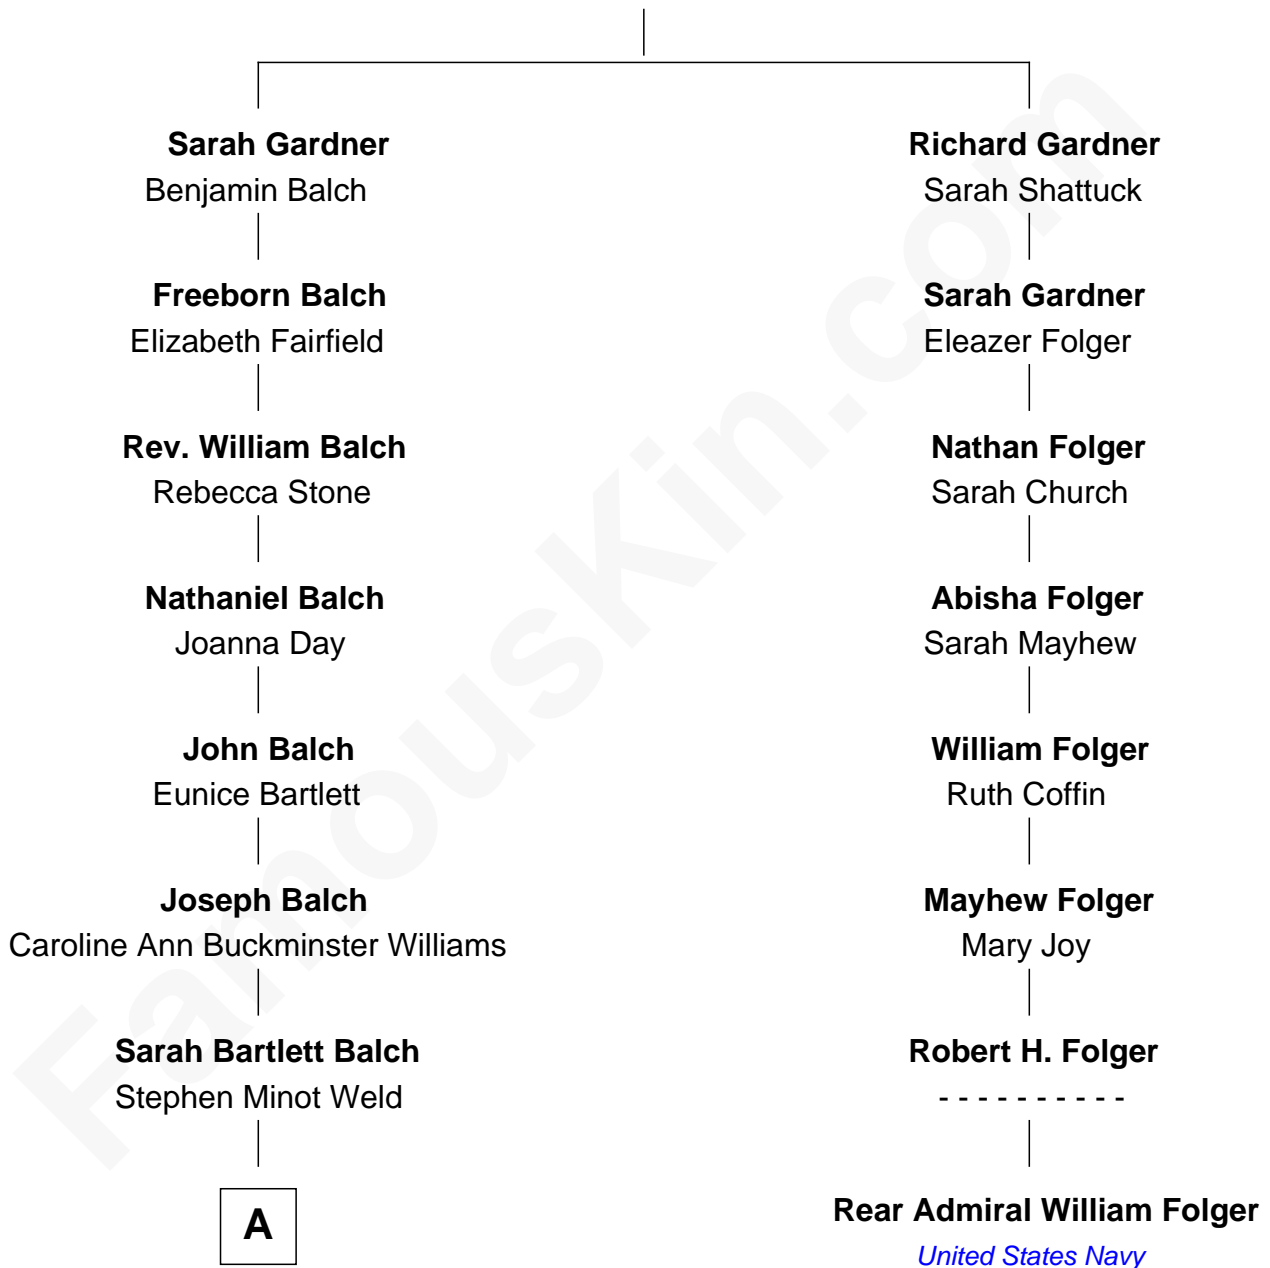 Sarah Gardner
Benjamin Balch
Freeborn Balch
Elizabeth Fairfield
Rev. William Balch
Rebecca Stone
Nathaniel Balch
Joanna Day
John Balch
Eunice Bartlett
Joseph Balch
Caroline Ann Buckminster Williams
Sarah Bartlett Balch
Stephen Minot Weld
A
Richard Gardner
Sarah Shattuck
Sarah Gardner
Eleazer Folger
Nathan Folger
Sarah Church
Abisha Folger
Sarah Mayhew
William Folger
Ruth Coffin
Mayhew Folger
Mary Joy
Robert H. Folger
- - - - - - - - - -
Rear Admiral William Folger
United States Navy
FamousKin.com